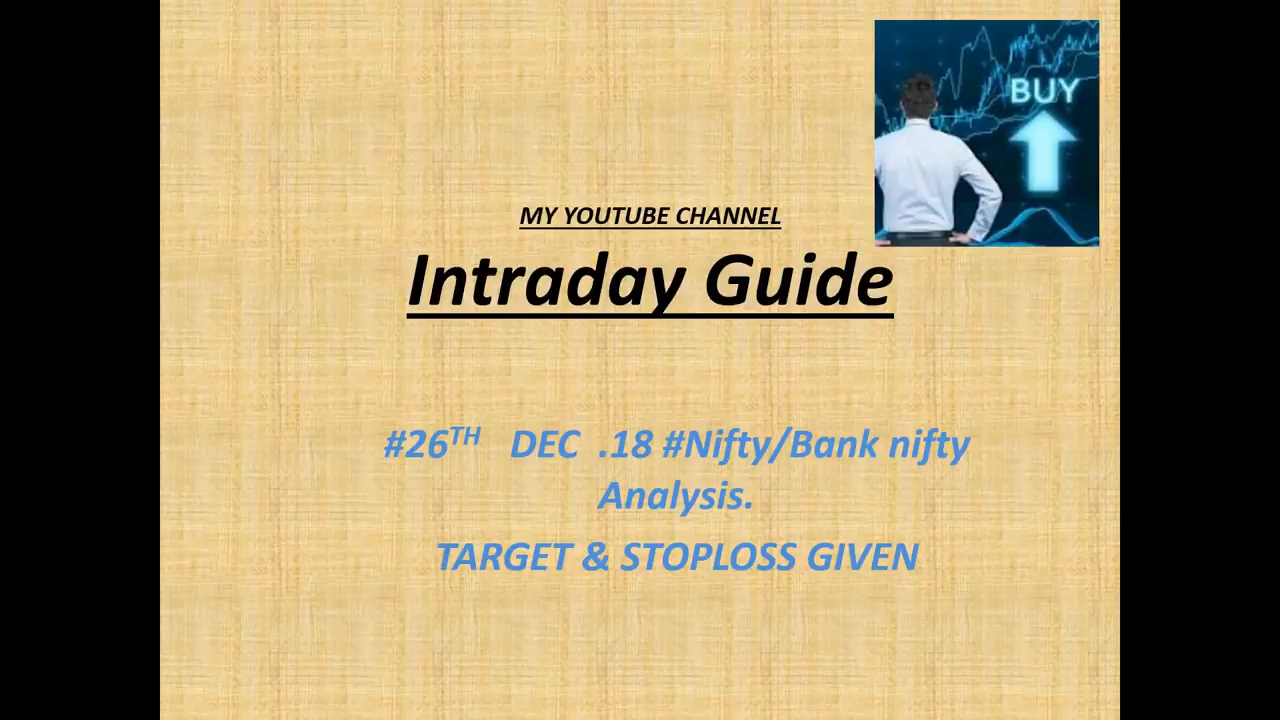 BUY
MY YOUTUBE CHANNEL
Intraday Guide
#26TH DEC .18 #Nifty/Bank nifty
Analysis.
TARGET & STOPLOSS GIVEN